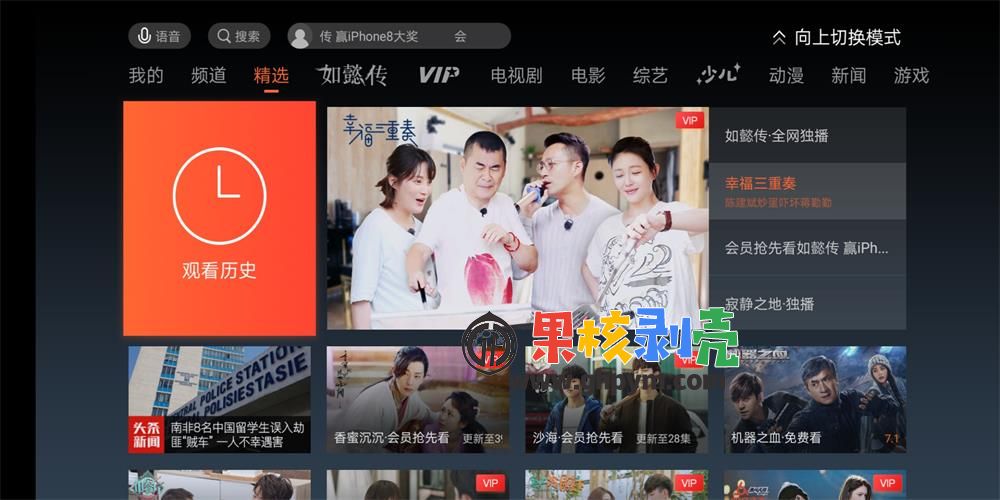 语音
搜索
传 赢iPhone8大奖 会
向上切换模式
我的
频道
精选
如懿传
VIP
电视剧
电影
综艺
少儿
动漫
新闻
游戏
观看历史
幸福三重奏
VIP
如懿传·全网独播
幸福三重奏
陈建斌炒蛋吓坏蒋勤勤
会员抢先看如懿传 赢iPh...
寂静之地·独播
果核剥壳
www.ghpym.com
POLICE STATION
POLISIESTASIE
头条
新闻
南非8名中国留学生误入劫
匪“贼车” 一人不幸遇害
香蜜沉沉·会员抢先看
更新至3
沙海·会员抢先看
更新至28集
机器之血
机器之血·免费看
7.1
VIP
VIP
VIP